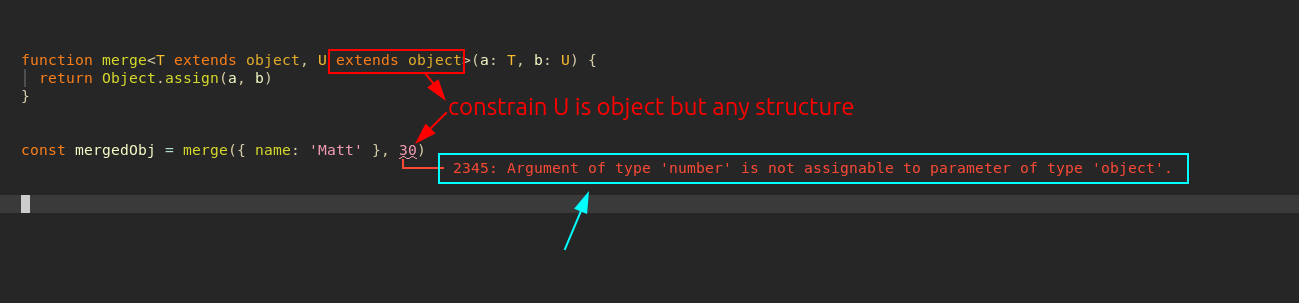 function merge<T extends object, U extends object>(a: T, b: U) {
return Object.assign(a, b)
}
constrain U is object but any structure
const mergedObj = merge({ name: 'Matt' }, 30)
2345: Argument of type 'number' is not assignable to parameter of type 'object'.